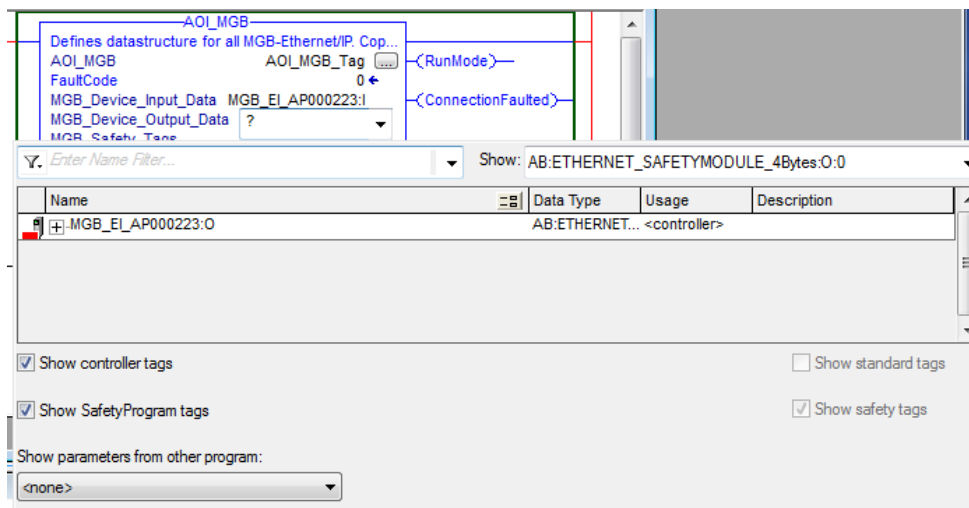 AOI_MGB
Defines datastructure for all MGB-Ethernet/IP. Cop...
AOI_MGB AOI_MGB_Tag ...
FaultCode 0
MGB_Device_Input_Data MGB_EI_AP000223:I
MGB_Device_Output_Data ?
MGB_Safety_Tags
RunMode
ConnectionFaulted
Enter Name Filter...
Show: AB:ETHERNET_SAFETYMODULE_4Bytes:O:0
Name Data Type Usage Description
MGB_EI_AP000223:O AB:ETHERNET... <controller>
Show controller tags
Show standard tags
Show SafetyProgram tags
Show safety tags
Show parameters from other program:
<none>